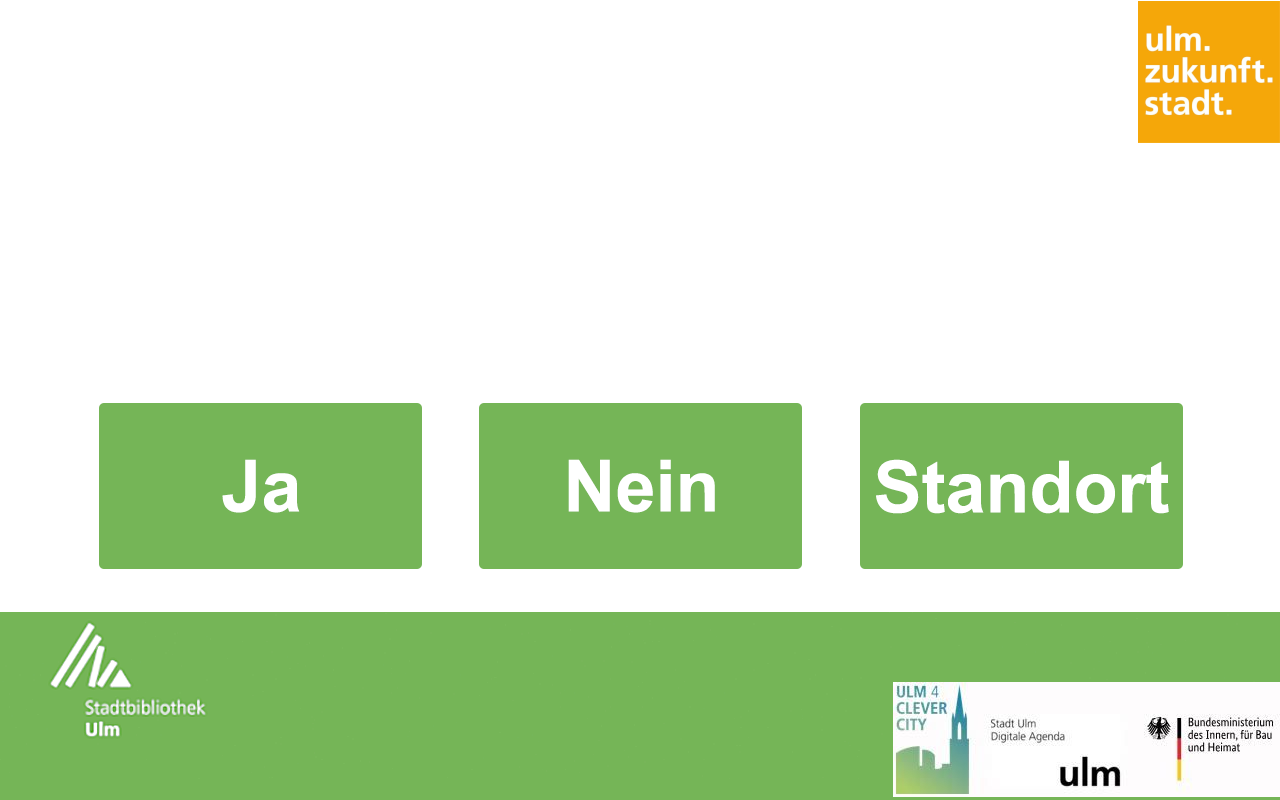 ulm.
zukunft.
stadt.
Ja
Nein
Standort
Stadtbibliothek
Ulm
ULM 4
CLEVER
CITY
Stadt Ulm
Digitale Agenda
ulm
Bundesministerium
des Innern, für Bau
und Heimat